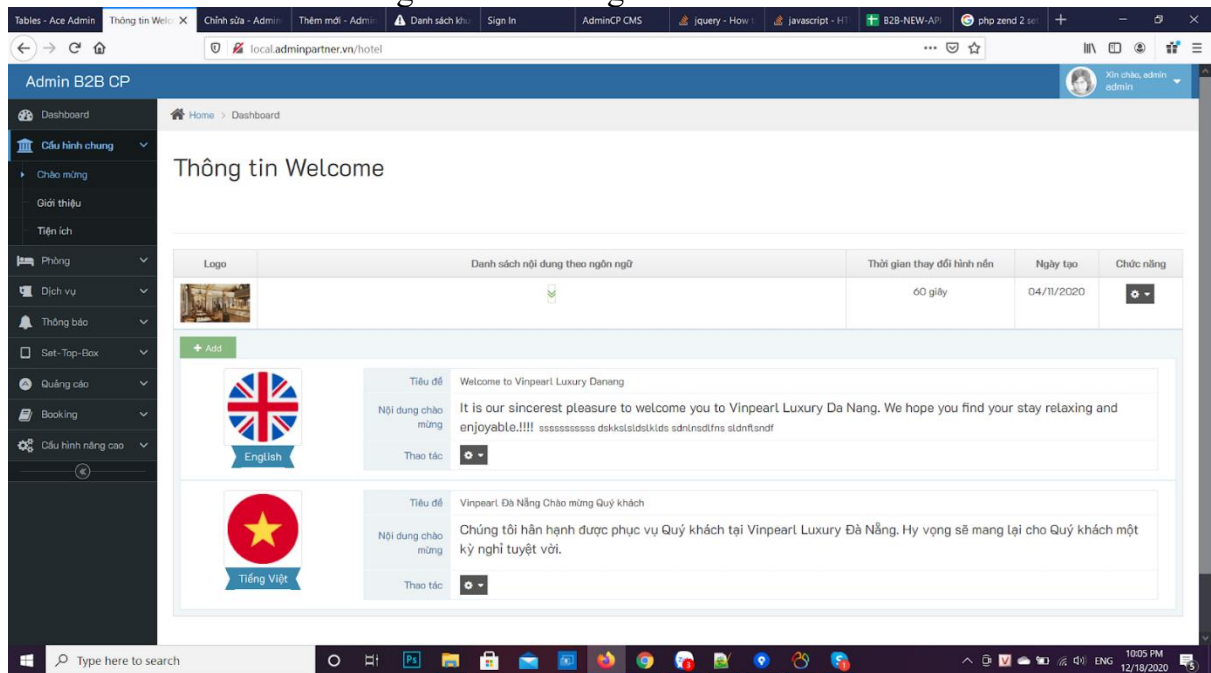 Tables - Ace Admin
Thông tin Welc
Chỉnh sửa - Admin
Thêm mới - Admin
Danh sách khu
Sign In
AdminCP CMS
jquery - How t
javascript - HT
B2B-NEW-API
php zend 2 set
local.adminpartner.vn/hotel
Admin B2B CP
Xin chào, admin
admin
Dashboard
Home > Dashboard
Cấu hình chung
Chào mừng
Giới thiệu
Tiện ích
Phòng
Dịch vụ
Thông báo
Set-Top-Box
Quảng cáo
Booking
Cấu hình nâng cao
Thông tin Welcome
Logo Danh sách nội dung theo ngôn ngữ Thời gian thay đổi hình nền Ngày tạo Chức năng
60 giây 04/11/2020
+ Add
English
Tiêu đề Welcome to Vinpearl Luxury Danang
Nội dung chào mừng It is our sincerest pleasure to welcome you to Vinpearl Luxury Da Nang. We hope you find your stay relaxing and
enjoyable.!!!! sssssssssss dskkslsldslklds sdnlnsdlfns sldnflsndf
Thao tác
Tiếng Việt
Tiêu đề Vinpearl Đà Nẵng Chào mừng Quý khách
Nội dung chào mừng Chúng tôi hân hạnh được phục vụ Quý khách tại Vinpearl Luxury Đà Nẵng. Hy vọng sẽ mang lại cho Quý khách một
kỳ nghỉ tuyệt vời.
Thao tác
Type here to search
ENG
10:05 PM
12/18/2020